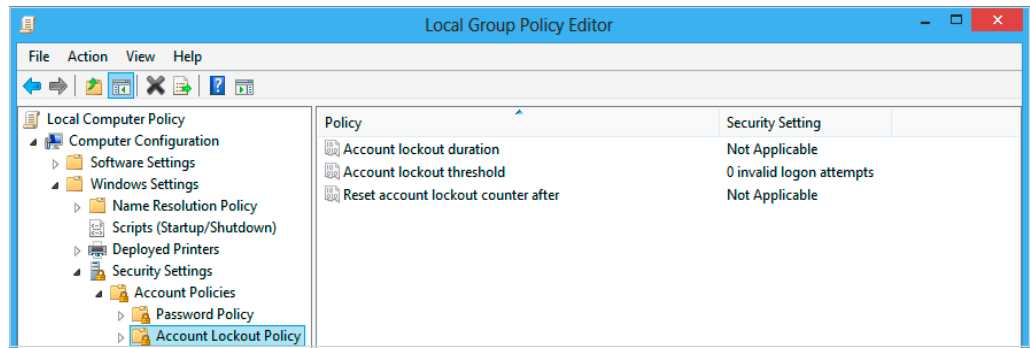 Local Group Policy Editor
File Action View Help
Local Computer Policy
Computer Configuration
Software Settings
Windows Settings
Name Resolution Policy
Scripts (Startup/Shutdown)
Deployed Printers
Security Settings
Account Policies
Password Policy
Account Lockout Policy
Policy Security Setting
Account lockout duration Not Applicable
Account lockout threshold 0 invalid logon attempts
Reset account lockout counter after Not Applicable